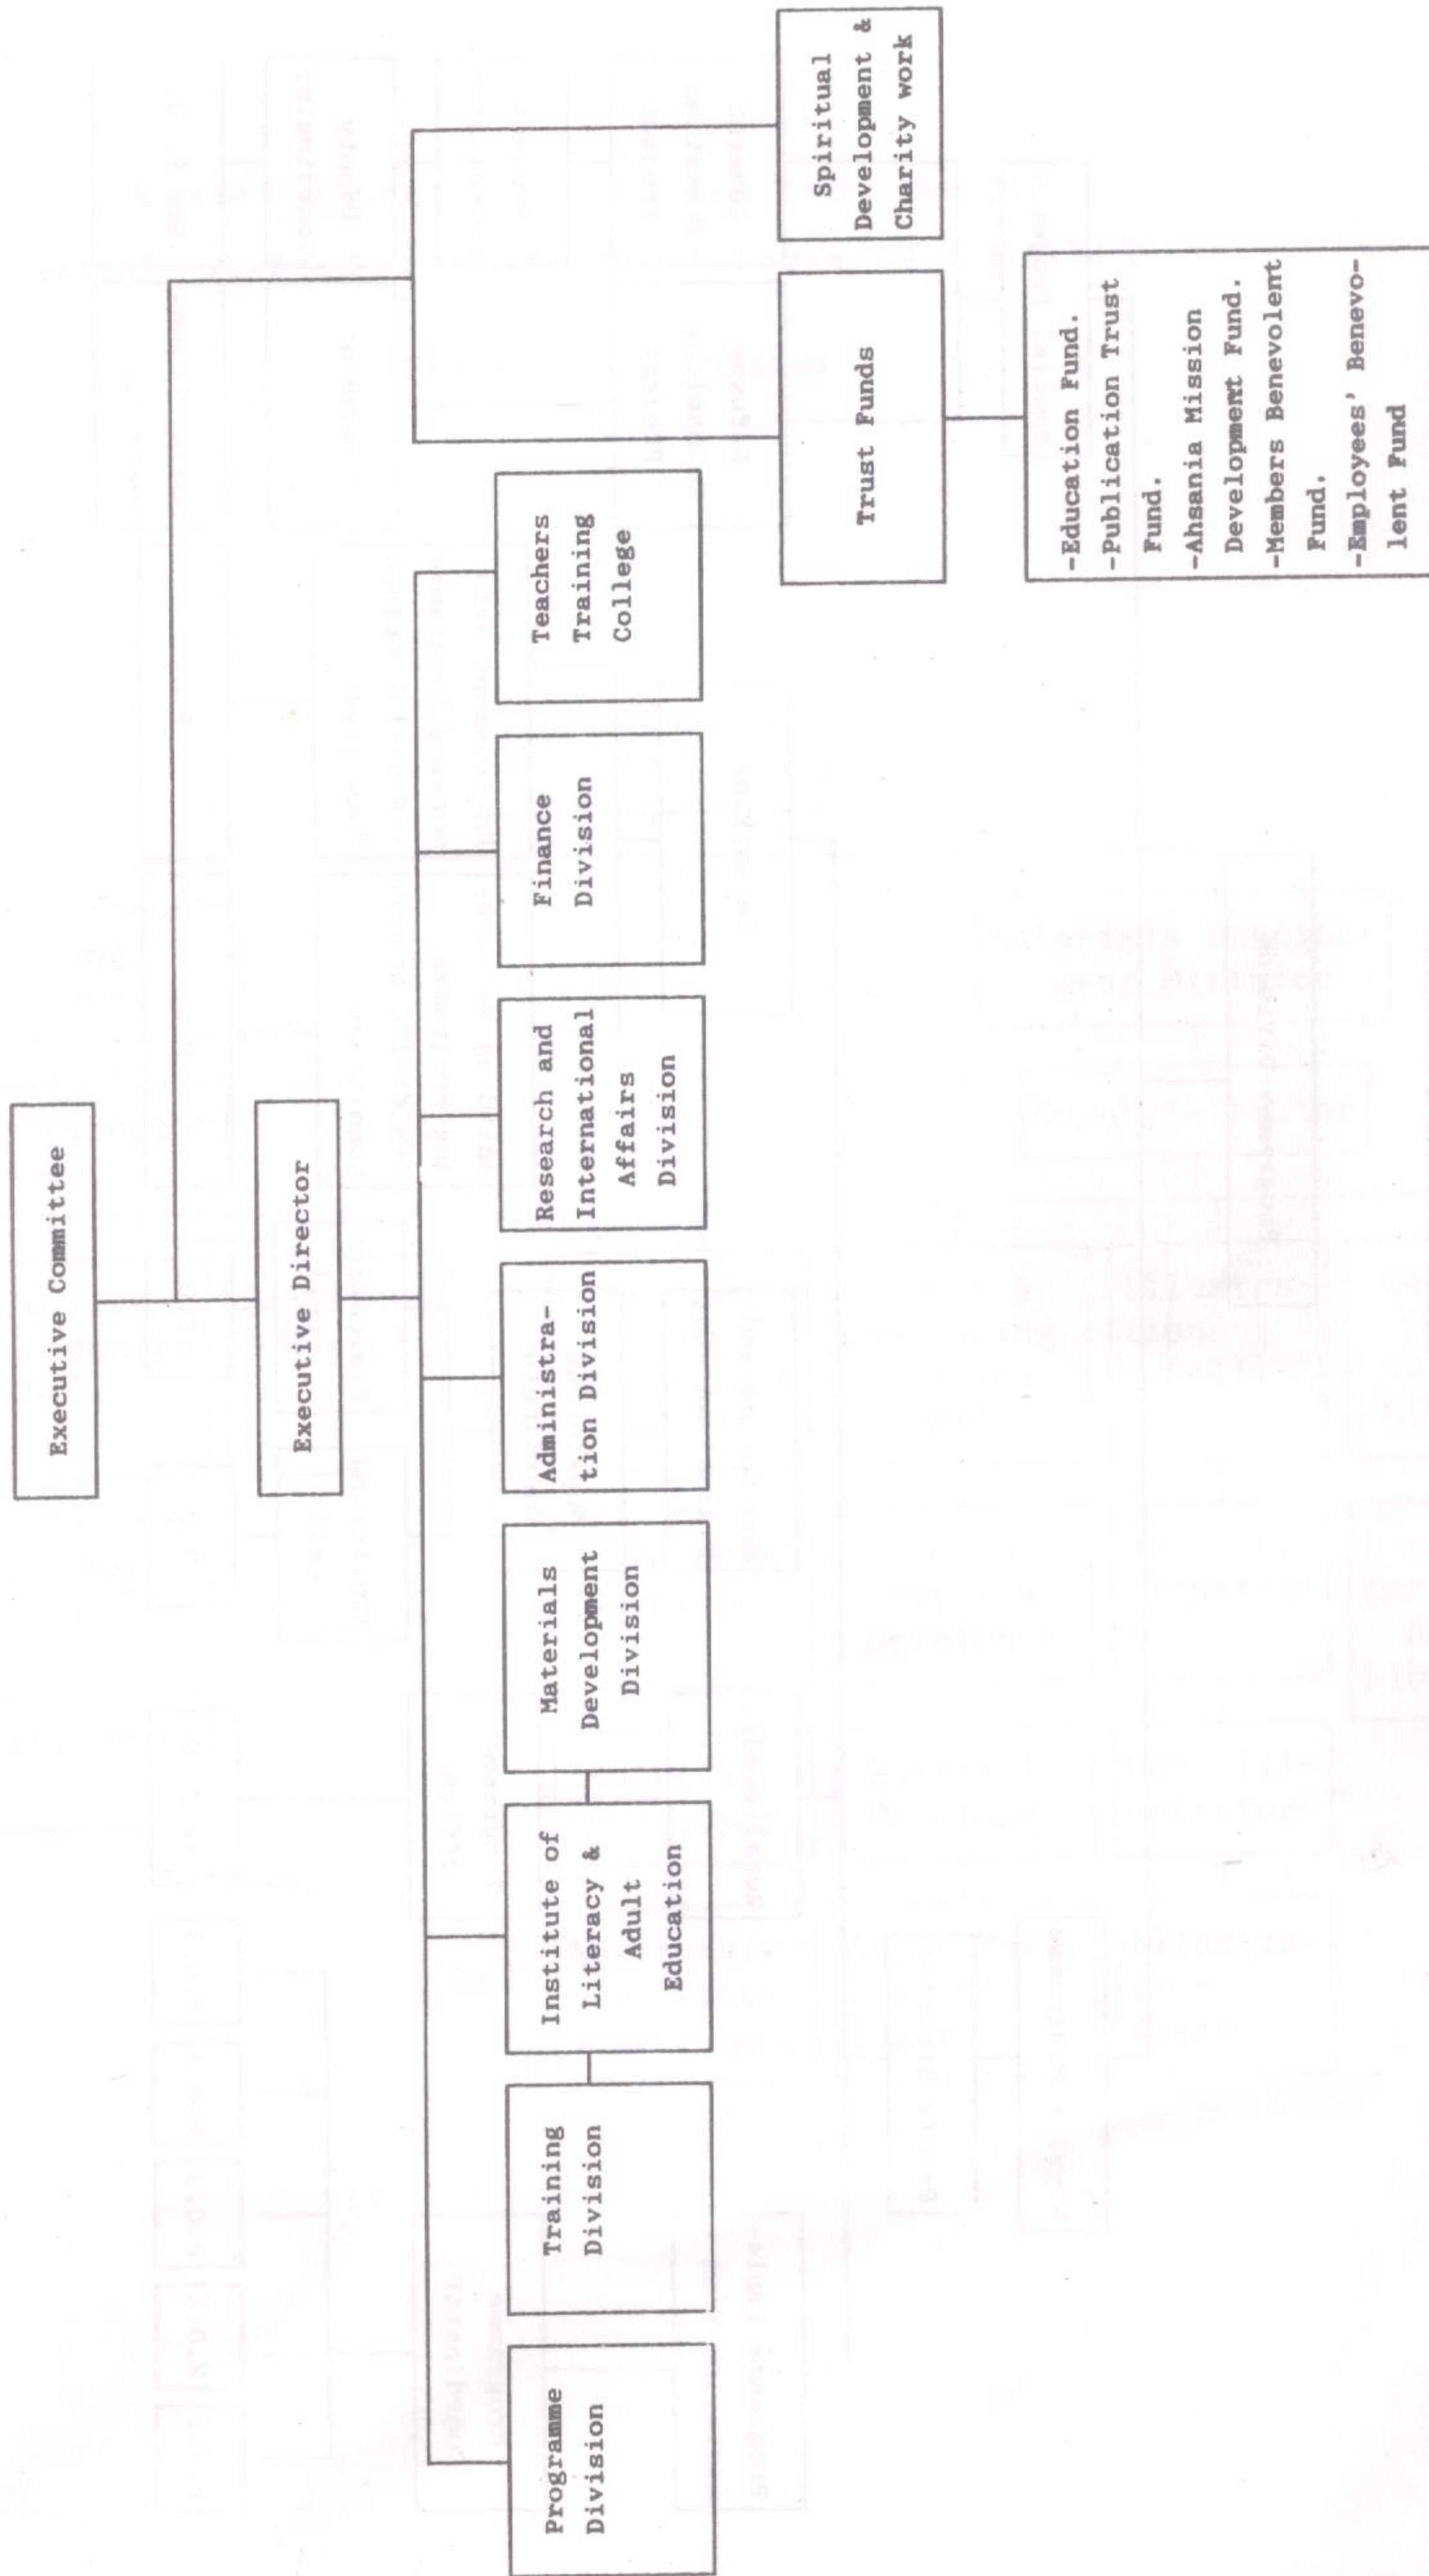 Executive Committee
Executive Director
Programme
Division
Training
Division
Institute of
Literacy &
Adult
Education
Materials
Development
Division
Administra-
tion Division
Research and
International
Affairs
Division
Finance
Division
Teachers
Training
College
Trust Funds
Spiritual
Development &
Charity work
-Education Fund.
-Publication Trust
Fund.
-Ahsania Mission
Development Fund.
-Members Benevolent
Fund.
-Employees' Benevo-
lent Fund